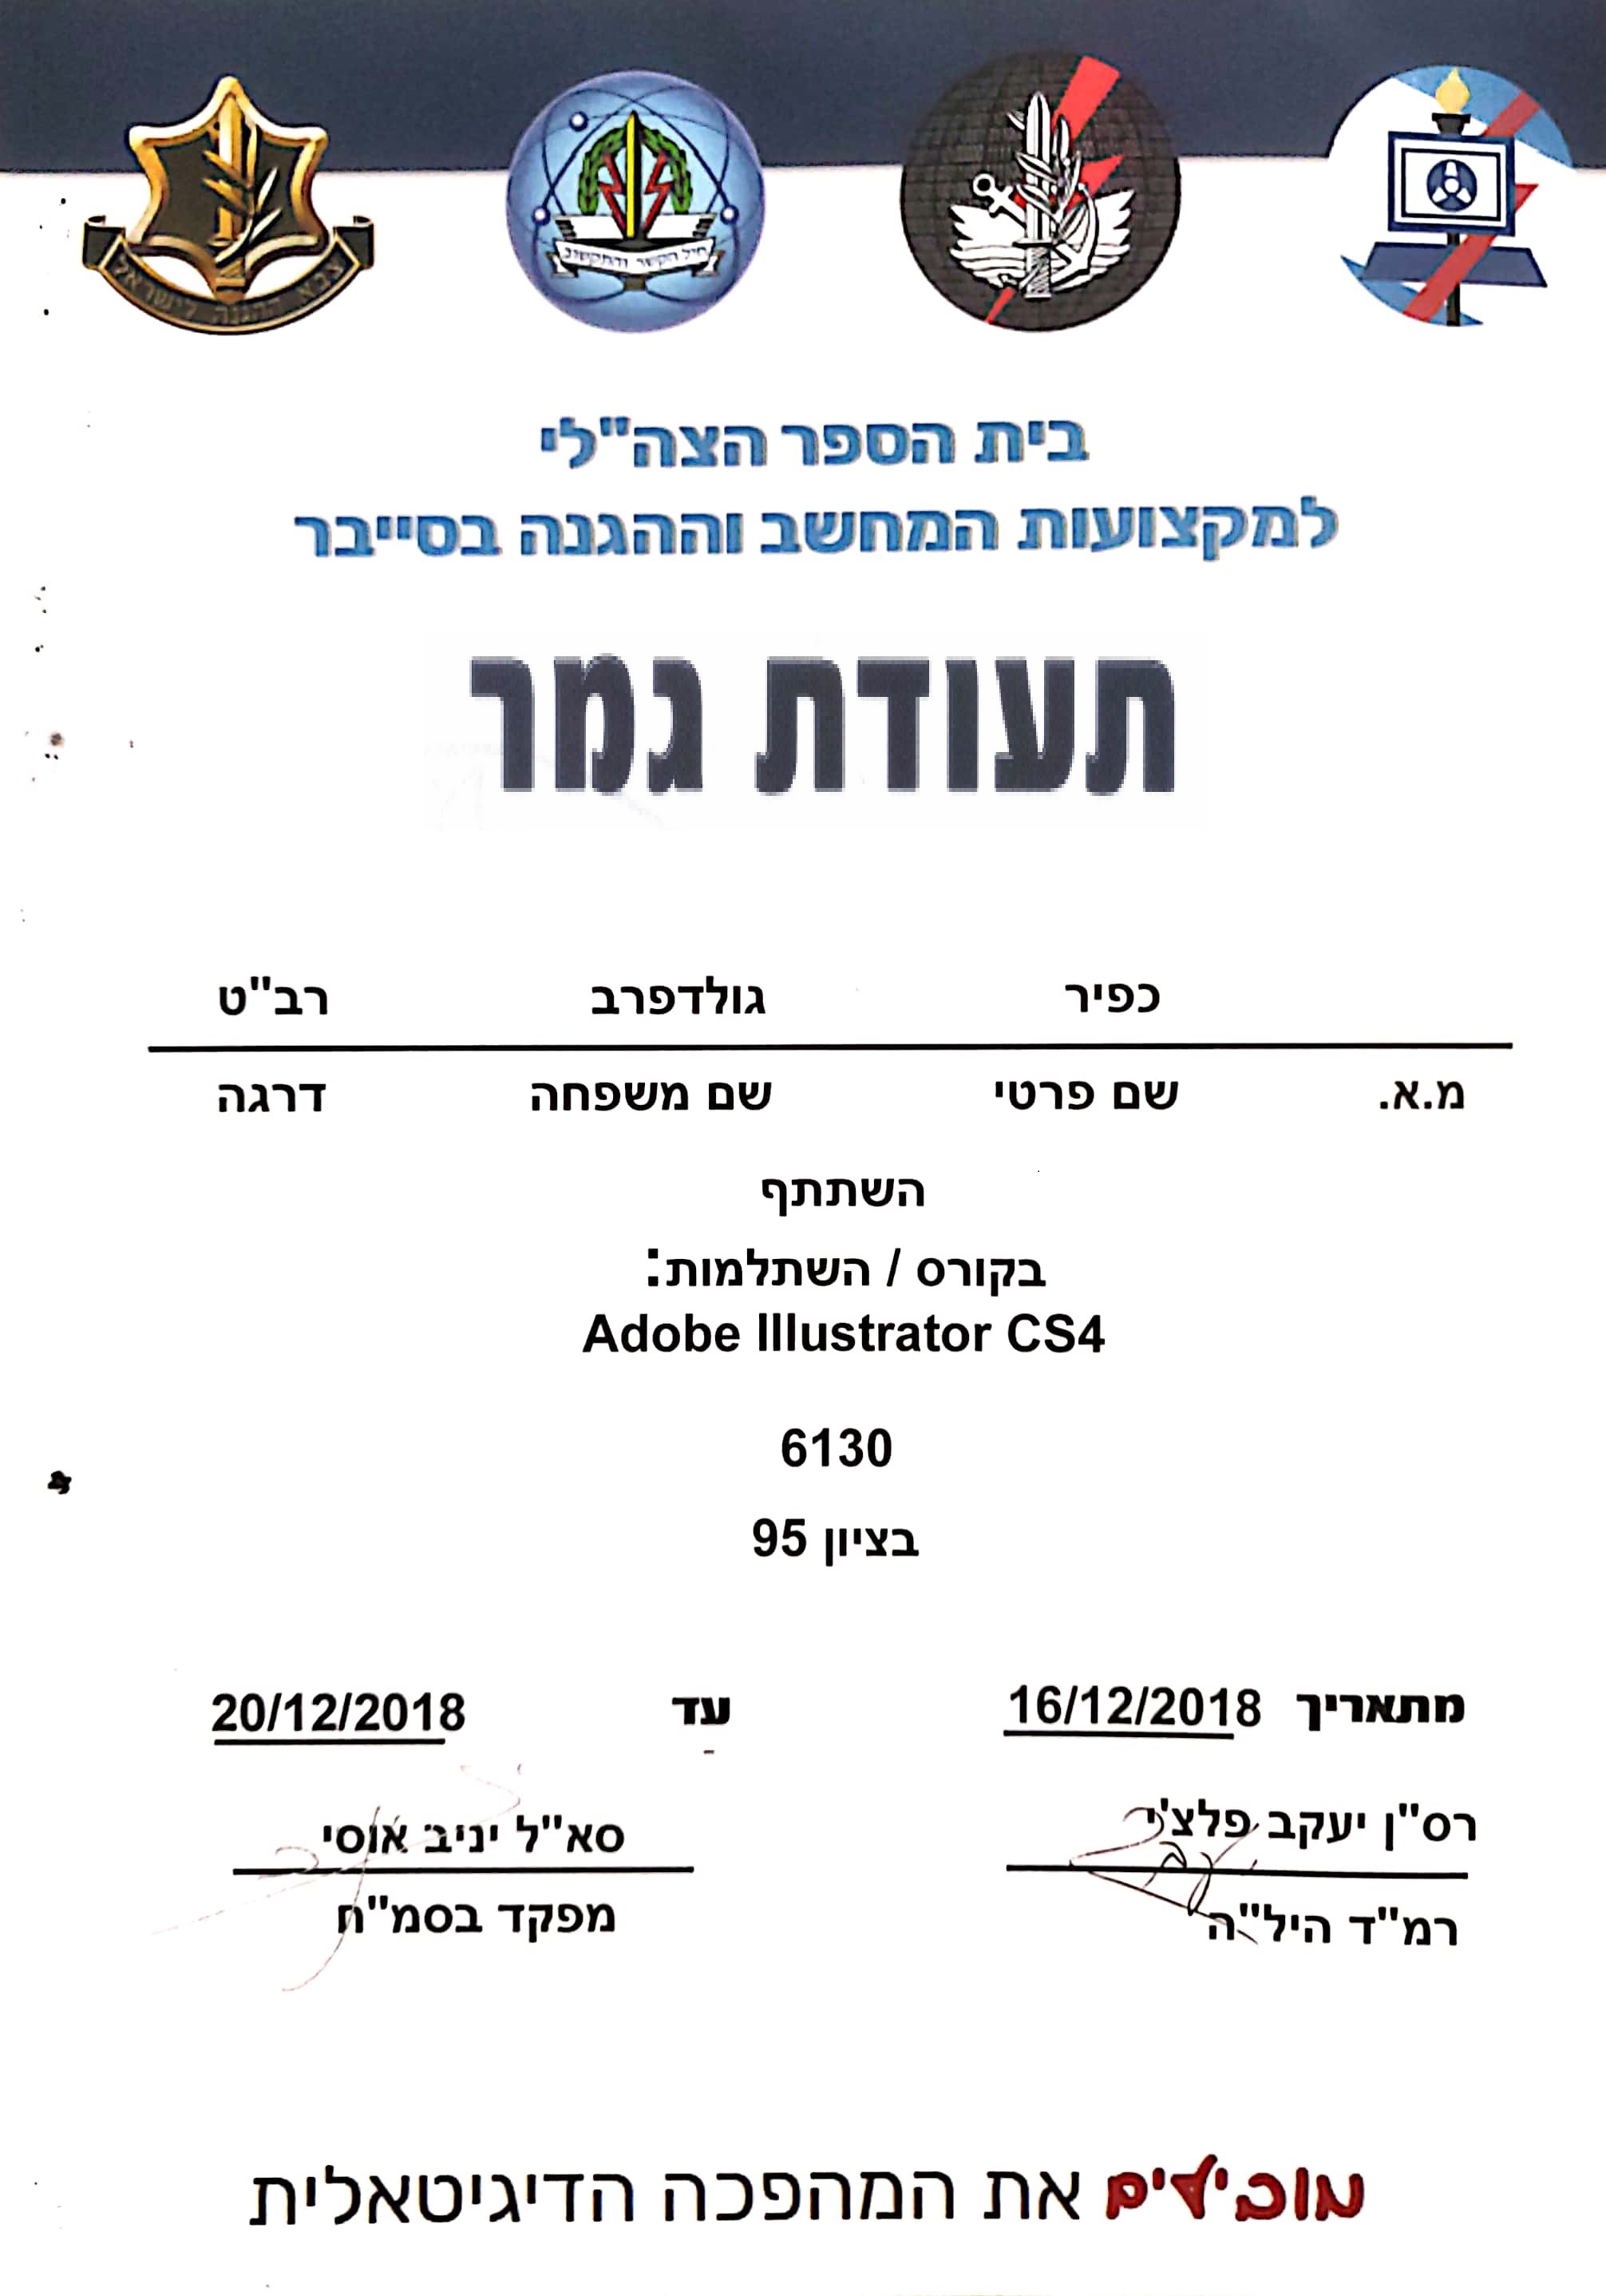 צבא ההגנה לישראל
חיל הקשר והתקשוב
בית הספר הצה"לי
למקצועות המחשב וההגנה בסייבר
תעודת גמר
כפיר גולדפרב רב"ט
מ.א. שם פרטי שם משפחה דרגה
השתתף
בקורס / השתלמות:
Adobe Illustrator CS4
6130
בציון 95
מתאריך 16/12/2018 עד 20/12/2018
רס"ן יעקב פלצ'י סא"ל יניב אוסי
רמ"ד היל"ה מפקד בסמ"ח
מובילים את המהפכה הדיגיטאלית